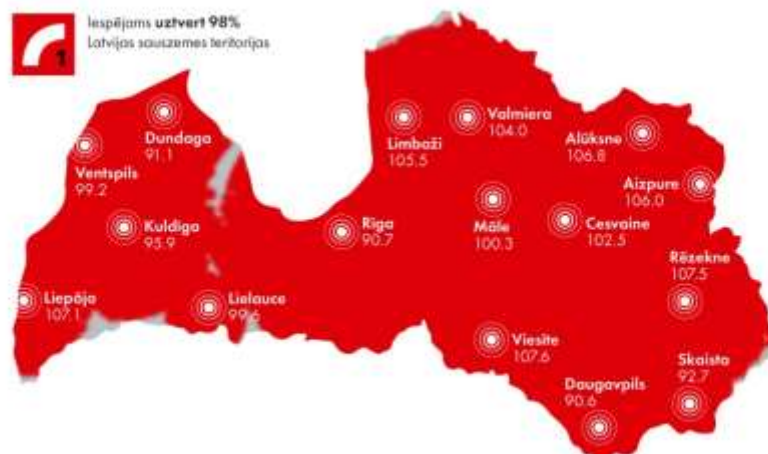 1
Iespējams uztvert 98%
Latvijas sauszemes teritorijas
Dundaga
91.1
Ventspils
99.2
Kuldīga
95.9
Liepāja
107.1
Lielauce
99.6
Rīga
90.7
Limbaži
105.5
Valmiera
104.0
Alūksne
106.8
Aizpure
106.0
Māle
100.3
Cesvaine
102.5
Rēzekne
107.5
Viesīte
107.6
Skaista
92.7
Daugavpils
90.6